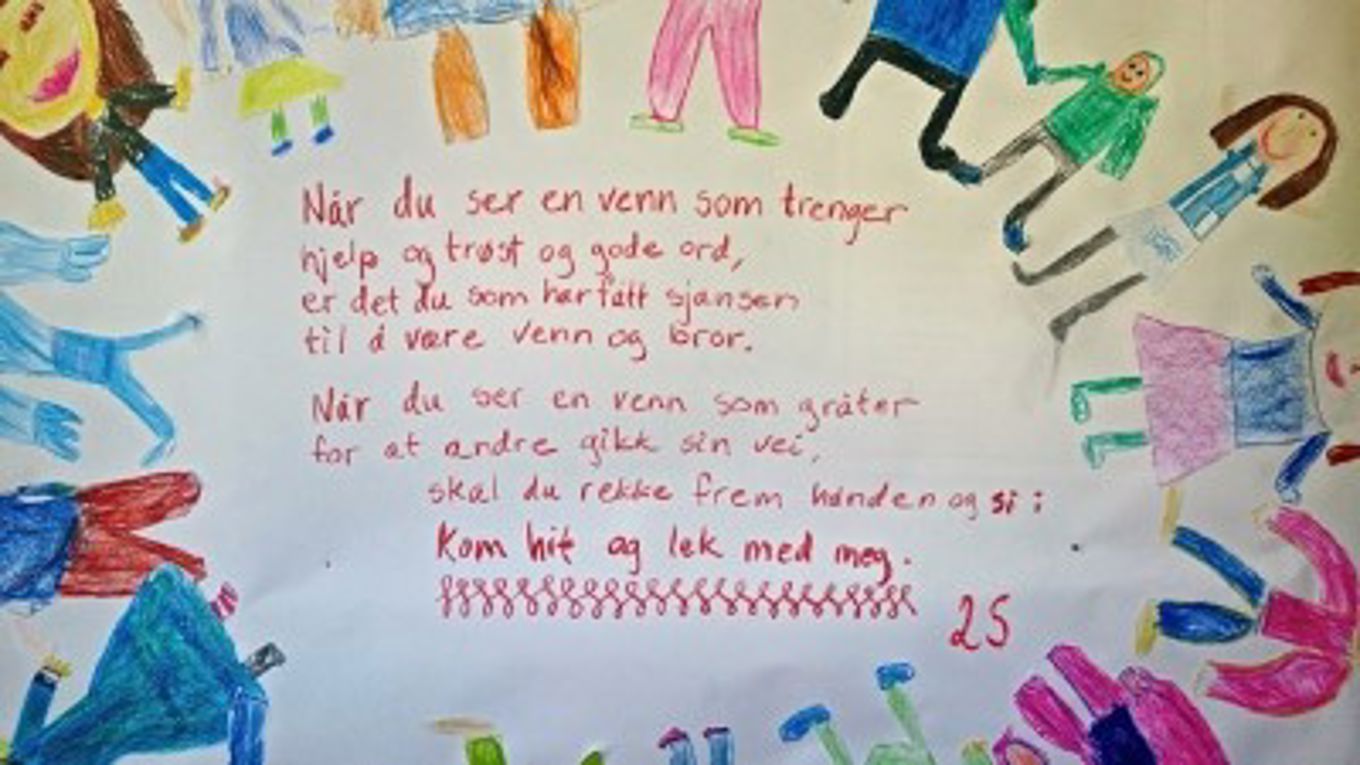 Når du ser en venn som trenger
hjelp og trøst og gode ord,
er det du som har fått sjansen
til å være venn og bror.
Når du ser en venn som gråter
for at andre gikk sin vei,
skal du rekke frem hånden og si:
Kom hit og lek med meg.
25